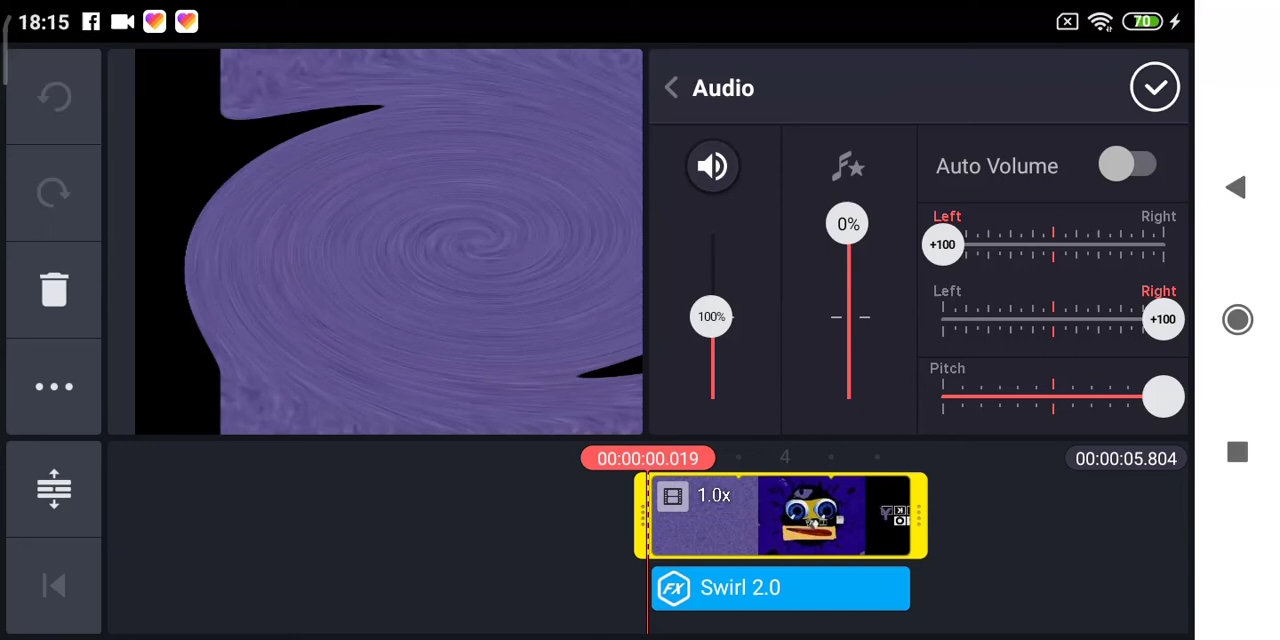 18:15
70
Audio
Auto Volume
Left
Right
+100
0%
100%
Left
Right
+100
Pitch
00:00:00.019
4
00:00:05.804
1.0x
FX
Swirl 2.0